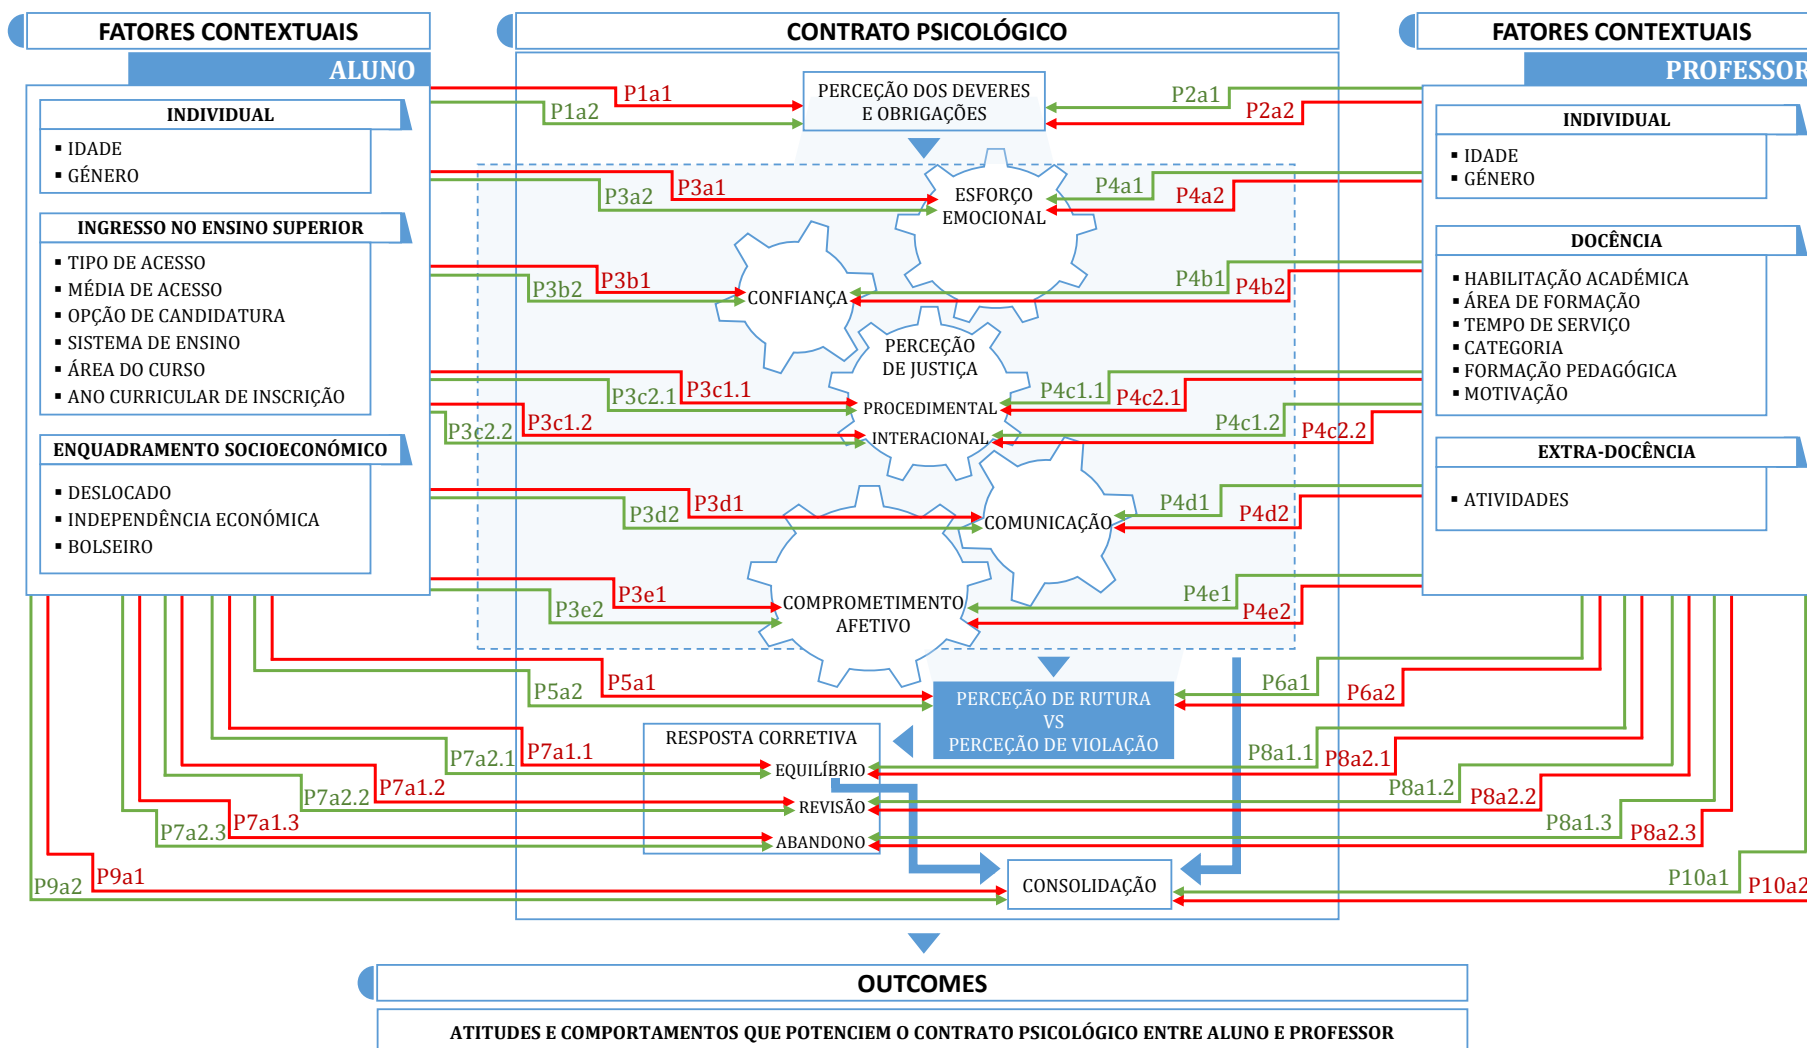 FATORES CONTEXTUAIS
ALUNO
INDIVIDUAL
▪ IDADE
▪ GÉNERO
INGRESSO NO ENSINO SUPERIOR
▪ TIPO DE ACESSO
▪ MÉDIA DE ACESSO
▪ OPÇÃO DE CANDIDATURA
▪ SISTEMA DE ENSINO
▪ ÁREA DO CURSO
▪ ANO CURRICULAR DE INSCRIÇÃO
ENQUADRAMENTO SOCIOECONÓMICO
▪ DESLOCADO
▪ INDEPENDÊNCIA ECONÓMICA
▪ BOLSEIRO
P1a1
P1a2
P3a1
P3a2
P3b1
P3b2
P3c1.1
P3c2.1
P3c1.2
P3c2.2
P3d1
P3d2
P3e1
P3e2
P5a1
P5a2
P7a1.1
P7a2.1
P7a1.2
P7a2.2
P7a1.3
P7a2.3
P9a1
P9a2
CONTRATO PSICOLÓGICO
PERCEÇÃO DOS DEVERES
E OBRIGAÇÕES
ESFORÇO
EMOCIONAL
CONFIANÇA
PERCEÇÃO
DE JUSTIÇA
PROCEDIMENTAL
INTERACIONAL
COMUNICAÇÃO
COMPROMETIMENTO
AFETIVO
PERCEÇÃO DE RUTURA
VS
PERCEÇÃO DE VIOLAÇÃO
RESPOSTA CORRETIVA
EQUILÍBRIO
REVISÃO
ABANDONO
CONSOLIDAÇÃO
P2a1
P2a2
P4a1
P4a2
P4b1
P4b2
P4c1.1
P4c2.1
P4c1.2
P4c2.2
P4d1
P4d2
P4e1
P4e2
P6a1
P6a2
P8a1.1
P8a2.1
P8a1.2
P8a2.2
P8a1.3
P8a2.3
P10a1
P10a2
FATORES CONTEXTUAIS
PROFESSOR
INDIVIDUAL
▪ IDADE
▪ GÉNERO
DOCÊNCIA
▪ HABILITAÇÃO ACADÉMICA
▪ ÁREA DE FORMAÇÃO
▪ TEMPO DE SERVIÇO
▪ CATEGORIA
▪ FORMAÇÃO PEDAGÓGICA
▪ MOTIVAÇÃO
EXTRA-DOCÊNCIA
▪ ATIVIDADES
OUTCOMES
ATITUDES E COMPORTAMENTOS QUE POTENCIEM O CONTRATO PSICOLÓGICO ENTRE ALUNO E PROFESSOR